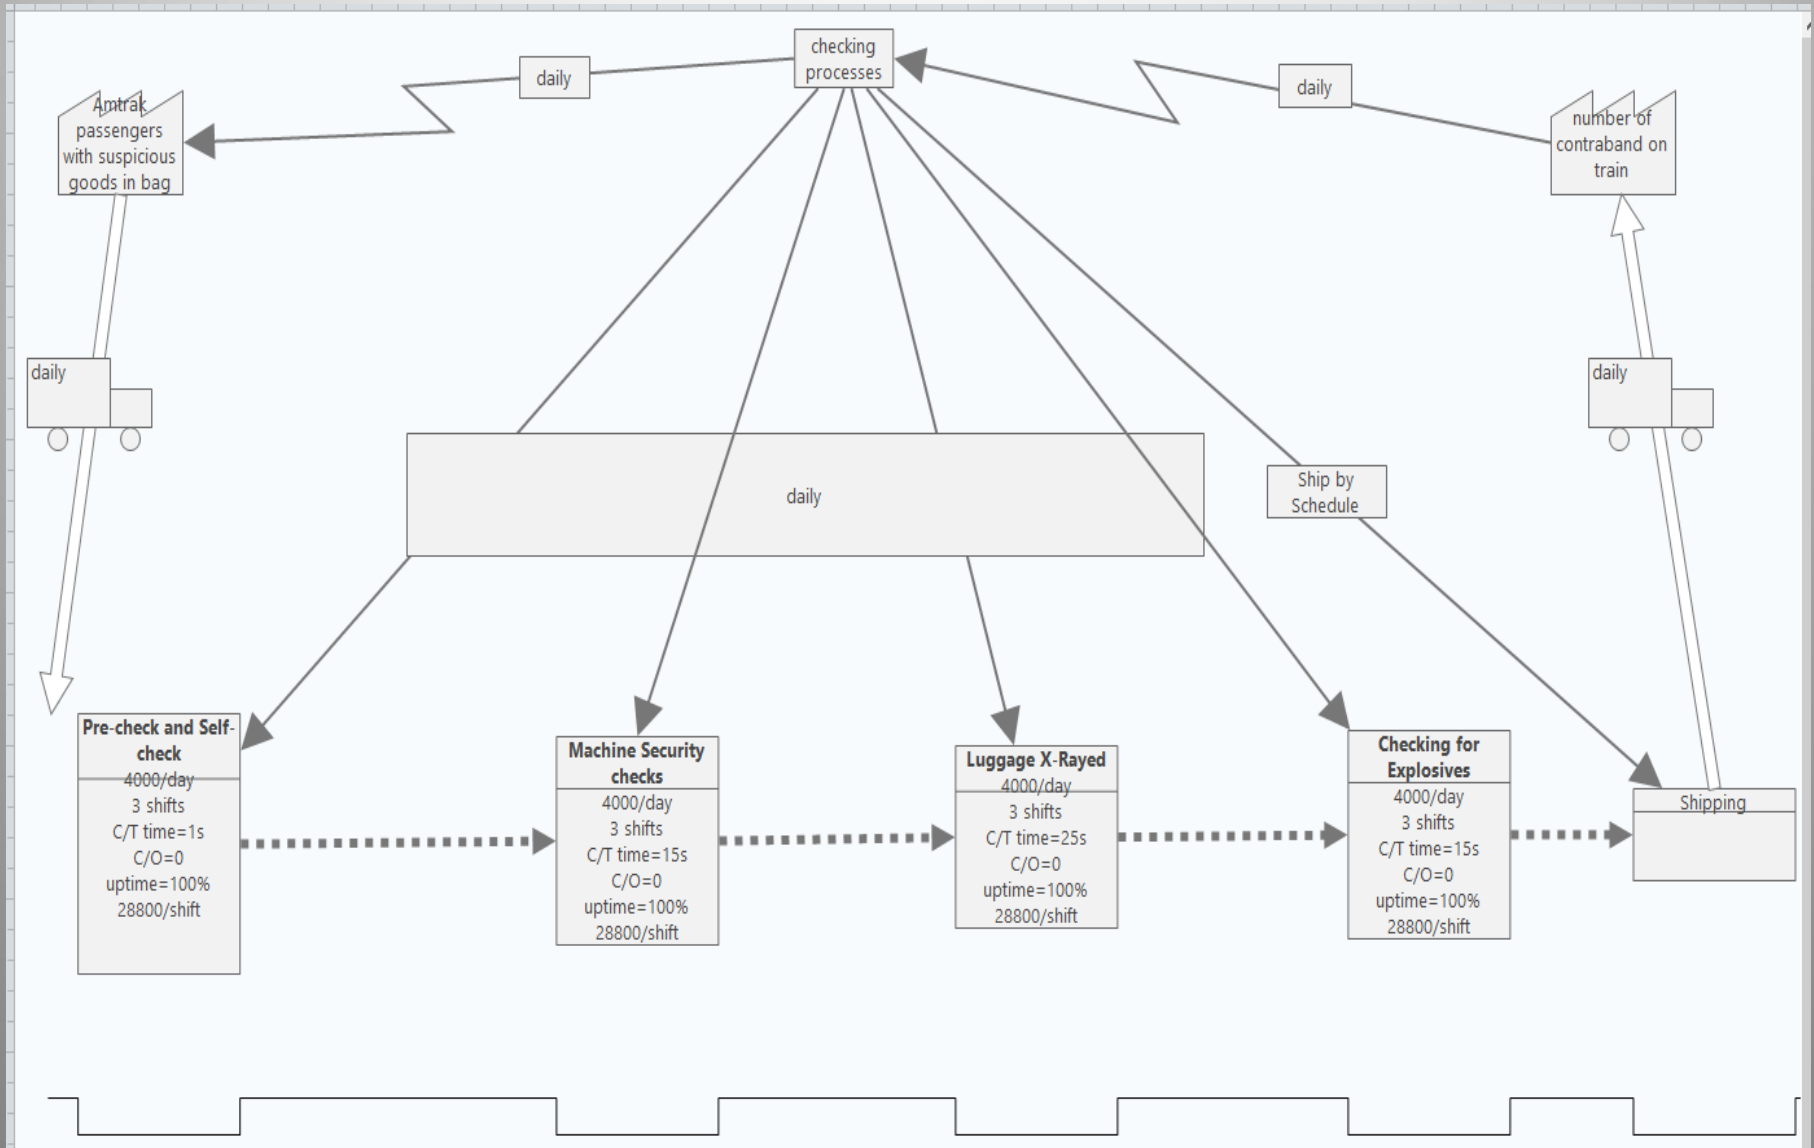 checking
processes
daily
daily
Amtrak
passengers
with suspicious
goods in bag
number of
contraband on
train
daily
daily
daily
Ship by
Schedule
Pre-check and Self-
check
4000/day
3 shifts
C/T time=1s
C/O=0
uptime=100%
28800/shift
Machine Security
checks
4000/day
3 shifts
C/T time=15s
C/O=0
uptime=100%
28800/shift
Luggage X-Rayed
4000/day
3 shifts
C/T time=25s
C/O=0
uptime=100%
28800/shift
Checking for
Explosives
4000/day
3 shifts
C/T time=15s
C/O=0
uptime=100%
28800/shift
Shipping